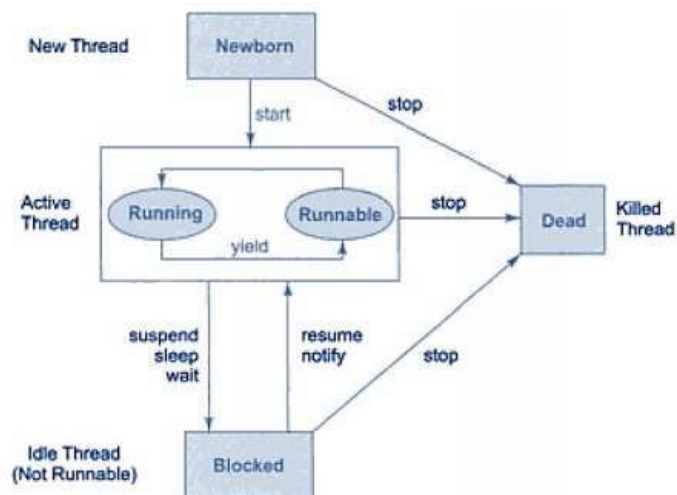 New Thread
Newborn
start
stop
Active
Thread
Running
Runnable
yield
stop
Dead
Killed
Thread
suspend
sleep
wait
resume
notify
stop
Idle Thread
(Not Runnable)
Blocked